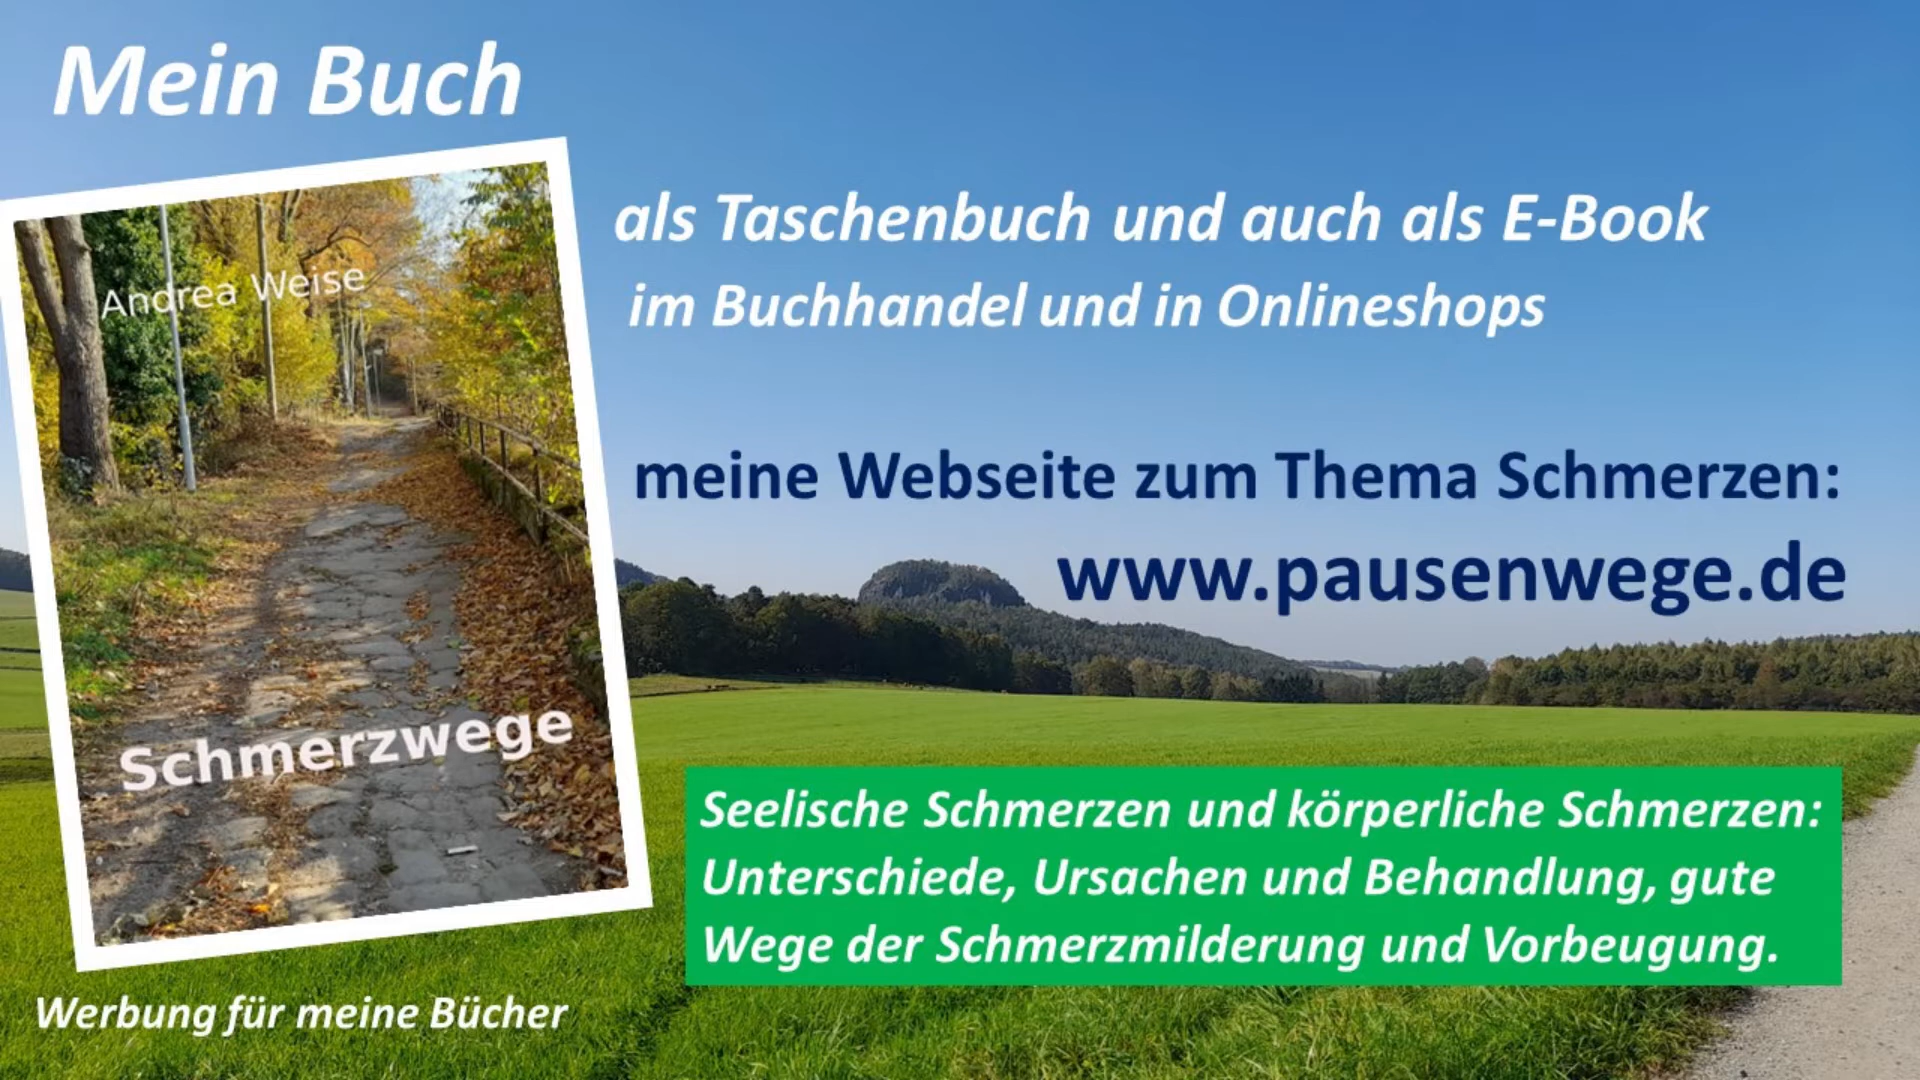 Mein Buch
Andrea Weise
Schmerzwege
als Taschenbuch und auch als E-Book
im Buchhandel und in Onlineshops
meine Webseite zum Thema Schmerzen:
www.pausenwege.de
Seelische Schmerzen und körperliche Schmerzen:
Unterschiede, Ursachen und Behandlung, gute
Wege der Schmerzmilderung und Vorbeugung.
Werbung für meine Bücher